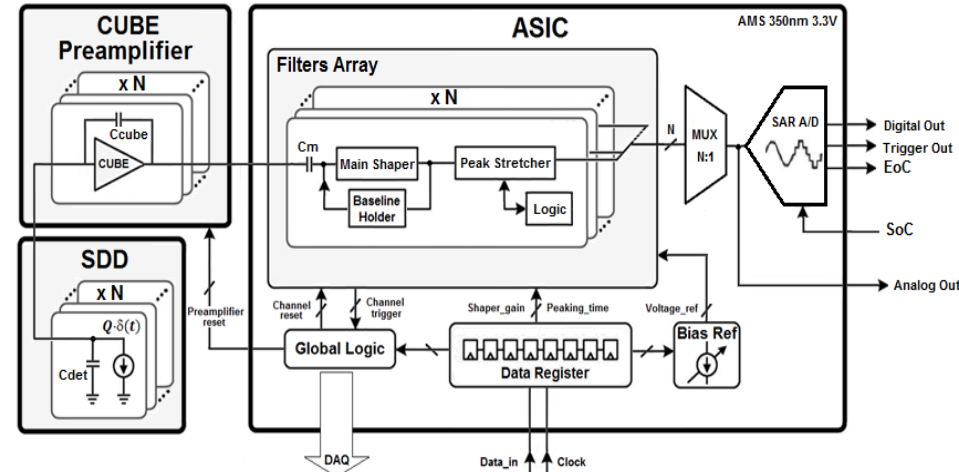 CUBE
Preamplifier
x N
Ccube
CUBE
SDD
x N
Q·δ(t)
Cdet
Preamplifier
reset
ASIC
AMS 350nm 3.3V
Filters Array
x N
Cm
Main Shaper
Peak Stretcher
Baseline
Holder
Logic
N
MUX
N:1
SAR A/D
Digital Out
Trigger Out
EoC
SoC
Analog Out
Channel
reset
Channel
trigger
Shaper_gain
Peaking_time
Voltage_ref
Global Logic
Data Register
Bias Ref
DAQ
Data_in
Clock